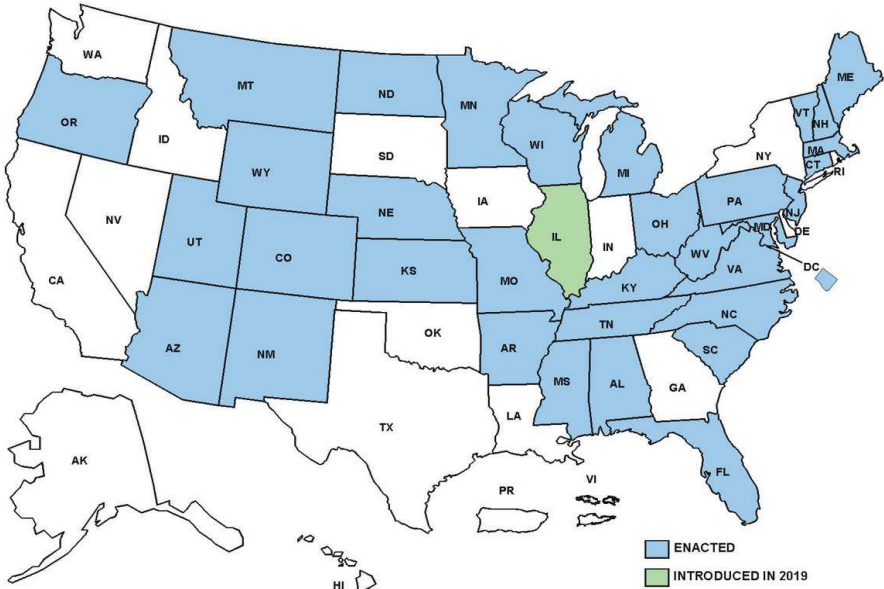 WA
MT
ND
MN
ME
OR
ID
VT
NH
WI
SD
MI
NY
MA
CT
RI
WY
IA
PA
NJ
NE
NV
IL
IN
OH
MD
DE
UT
CO
WV
VA
DC
CA
KS
MO
KY
NC
TN
OK
AZ
NM
AR
SC
MS
AL
GA
LA
TX
AK
FL
VI
PR
ENACTED
INTRODUCED IN 2019
HI